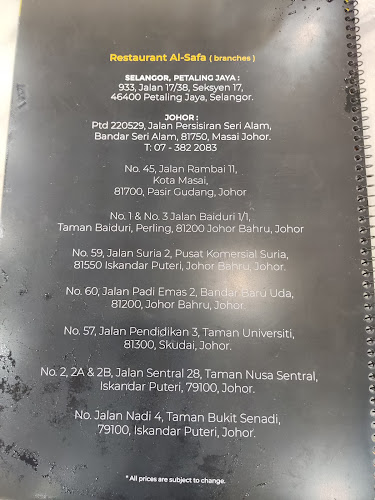 Restaurant Al-Safa ( branches )
SELANGOR, PETALING JAYA :
933, Jalan 17/38, Seksyen 17,
46400 Petaling Jaya, Selangor.
JOHOR :
Ptd 220529, Jalan Persisiran Seri Alam,
Bandar Seri Alam, 81750, Masai Johor.
T: 07 - 382 2083
No. 45, Jalan Rambai 11,
Kota Masai,
81700, Pasir Gudang, Johor
No. 1 & No. 3 Jalan Baiduri 1/1,
Taman Baiduri, Perling, 81200 Johor Bahru, Johor
No. 59, Jalan Suria 2, Pusat Komersial Suria,
81550 Iskandar Puteri, Johor Bahru, Johor.
No. 60, Jalan Padi Emas 2, Bandar Baru Uda,
81200, Johor Bahru, Johor.
No. 57, Jalan Pendidikan 3, Taman Universiti,
81300, Skudai, Johor.
No. 2, 2A & 2B, Jalan Sentral 28, Taman Nusa Sentral,
Iskandar Puteri, 79100, Johor.
No. Jalan Nadi 4, Taman Bukit Senadi,
79100, Iskandar Puteri, Johor.
* All prices are subject to change.